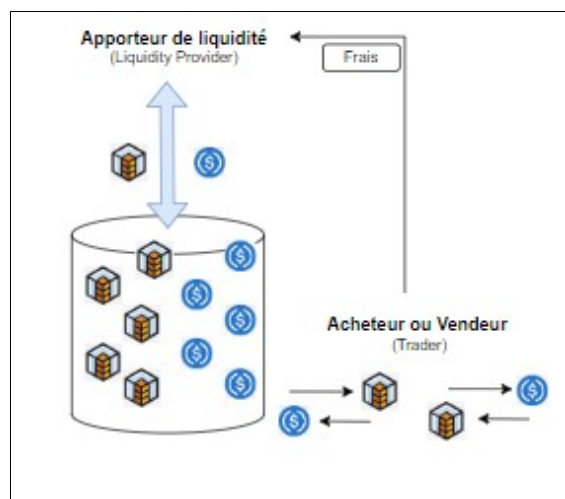 Apporteur de liquidité
(Liquidity Provider)
Frais
Acheteur ou Vendeur
(Trader)